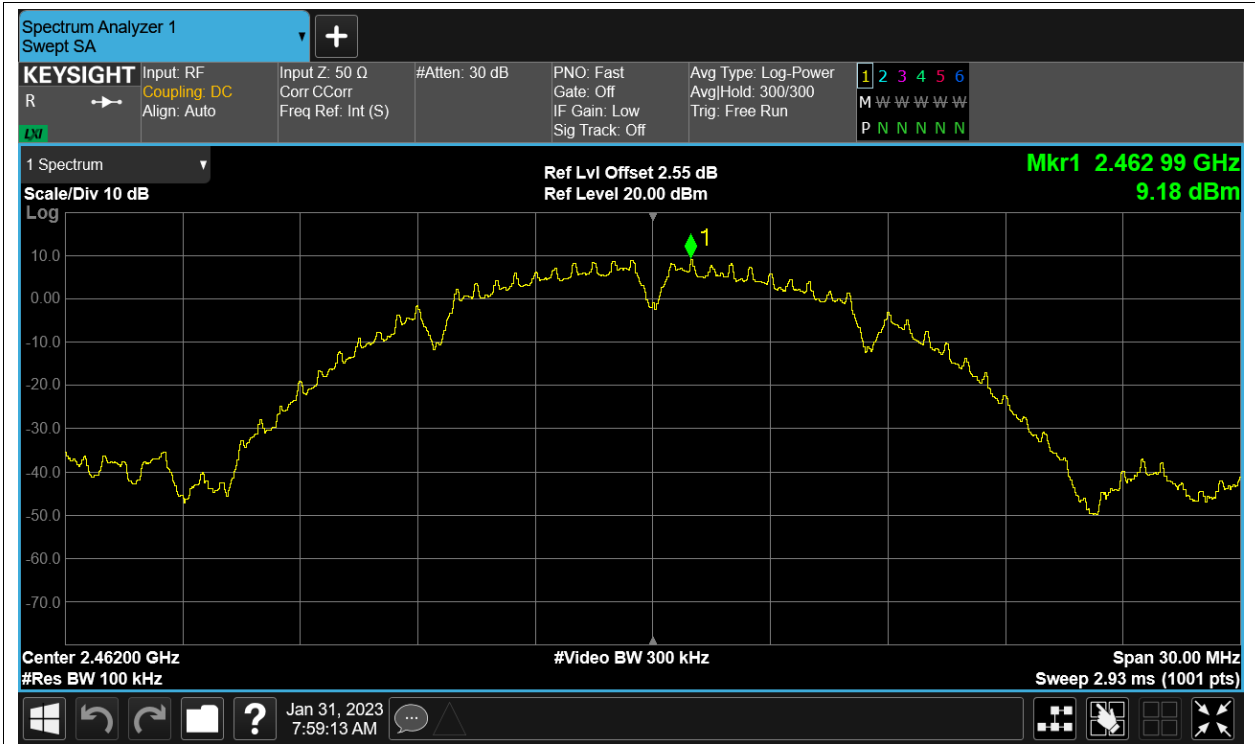 Spectrum Analyzer 1
Swept SA
+
KEYSIGHT
R
LXI
Input: RF
Coupling: DC
Align: Auto
Input Z: 50 Ω
Corr CCorr
Freq Ref: Int (S)
#Atten: 30 dB
PNO: Fast
Gate: Off
IF Gain: Low
Sig Track: Off
Avg Type: Log-Power
Avg|Hold: 300/300
Trig: Free Run
1 2 3 4 5 6
M W W W W W W
P N N N N N N
1 Spectrum
Scale/Div 10 dB
Log
Ref Lvl Offset 2.55 dB
Ref Level 20.00 dBm
Mkr1 2.462 99 GHz
9.18 dBm
1
10.0
0.00
-10.0
-20.0
-30.0
-40.0
-50.0
-60.0
-70.0
Center 2.46200 GHz
#Video BW 300 kHz
Span 30.00 MHz
#Res BW 100 kHz
Sweep 2.93 ms (1001 pts)
?
Jan 31, 2023
7:59:13 AM